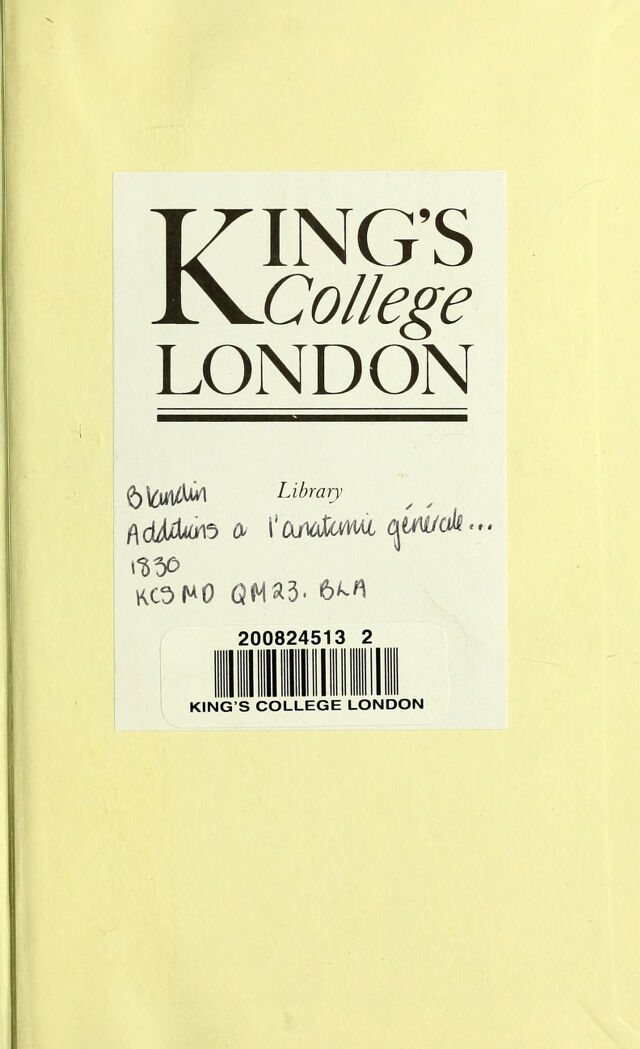 KING'S
College
LONDON
Library
Blandin
Additions a l'anatomie générale...
1830
KCSMD QM23. BLA
200824513 2
KING'S COLLEGE LONDON